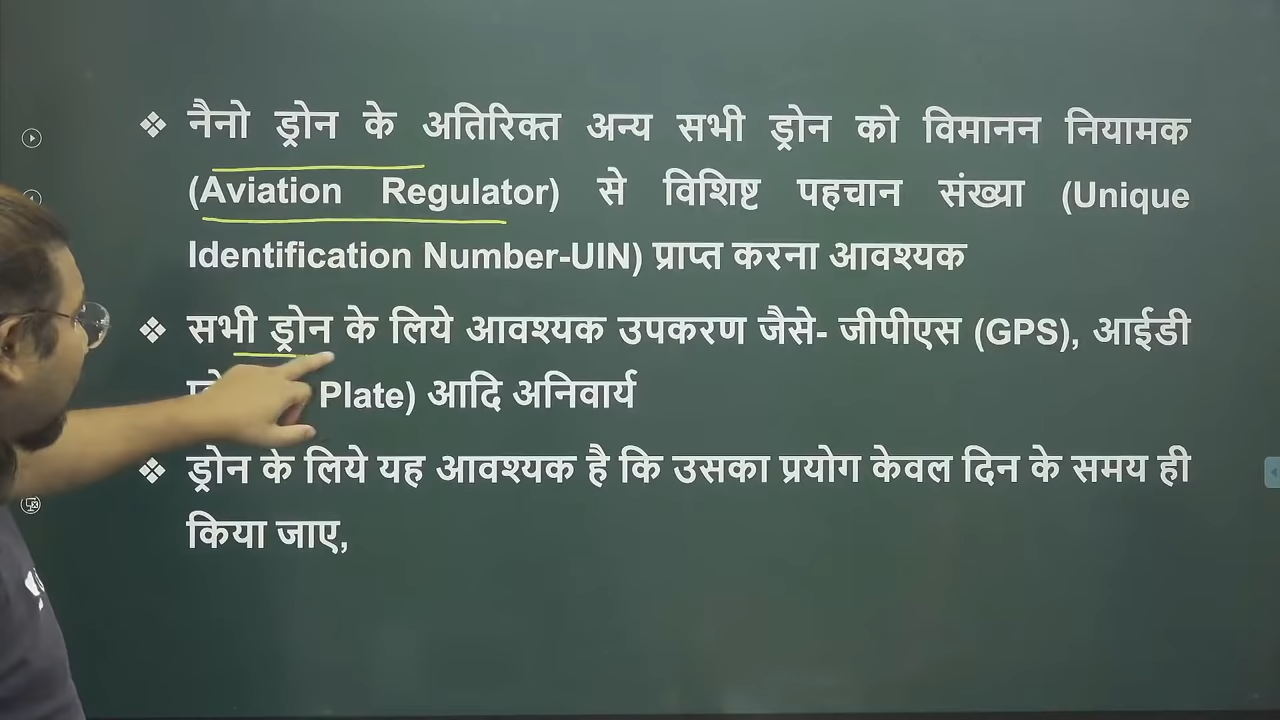 ❖ नैनो ड्रोन के अतिरिक्त अन्य सभी ड्रोन को विमानन नियामक
(Aviation Regulator) से विशिष्ट पहचान संख्या (Unique
Identification Number-UIN) प्राप्त करना आवश्यक
❖ सभी ड्रोन के लिये आवश्यक उपकरण जैसे- जीपीएस (GPS), आईडी
Plate) आदि अनिवार्य
❖ ड्रोन के लिये यह आवश्यक है कि उसका प्रयोग केवल दिन के समय ही
किया जाए,